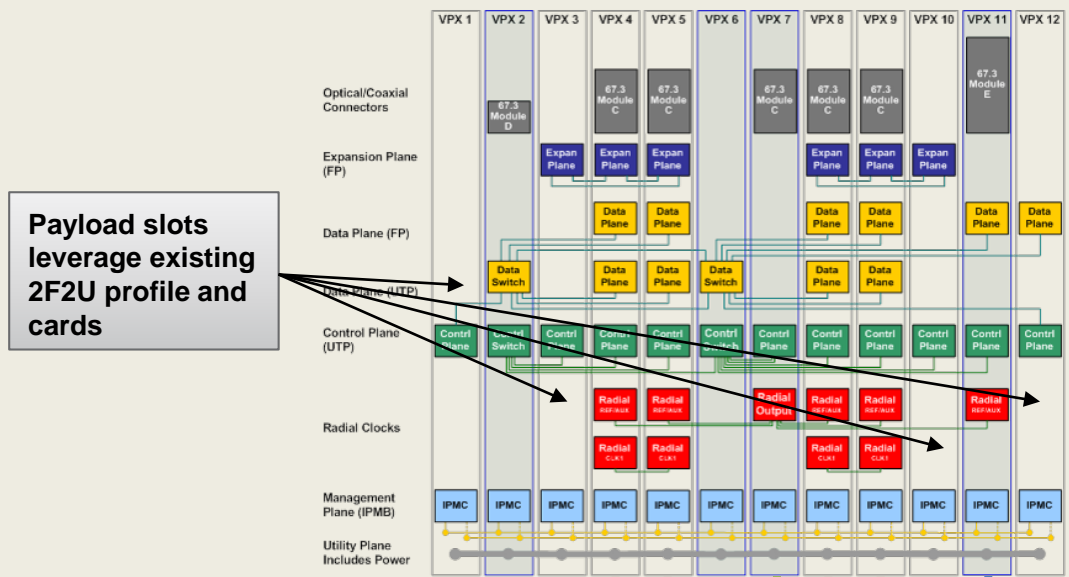 VPX 1 VPX 2 VPX 3 VPX 4 VPX 5 VPX 6 VPX 7 VPX 8 VPX 9 VPX 10 VPX 11 VPX 12
Optical/Coaxial
Connectors
67.3
Module
D
67.3
Module
C
67.3
Module
C
67.3
Module
C
67.3
Module
C
67.3
Module
C
67.3
Module
E
Expansion Plane
(FP)
Expan
Plane
Expan
Plane
Expan
Plane
Expan
Plane
Expan
Plane
Expan
Plane
Payload slots
leverage existing
2F2U profile and
cards
Data Plane (FP)
Data
Plane
Data
Plane
Data
Plane
Data
Plane
Data
Plane
Data
Plane
Data Plane (UTP)
Data
Switch
Data
Plane
Data
Plane
Data
Switch
Data
Plane
Data
Plane
Control Plane
(UTP)
Contrl
Plane
Contrl
Switch
Contrl
Plane
Contrl
Plane
Contrl
Plane
Contrl
Switch
Contrl
Plane
Contrl
Plane
Contrl
Plane
Contrl
Plane
Contrl
Plane
Contrl
Plane
Radial Clocks
Radial
REF/AUX
Radial
REF/AUX
Radial
Output
Radial
REF/AUX
Radial
REF/AUX
Radial
REF/AUX
Radial
CLK1
Radial
CLK1
Radial
CLK1
Radial
CLK1
Management
Plane (IPMB)
IPMC IPMC IPMC IPMC IPMC IPMC IPMC IPMC IPMC IPMC IPMC IPMC
Utility Plane
Includes Power